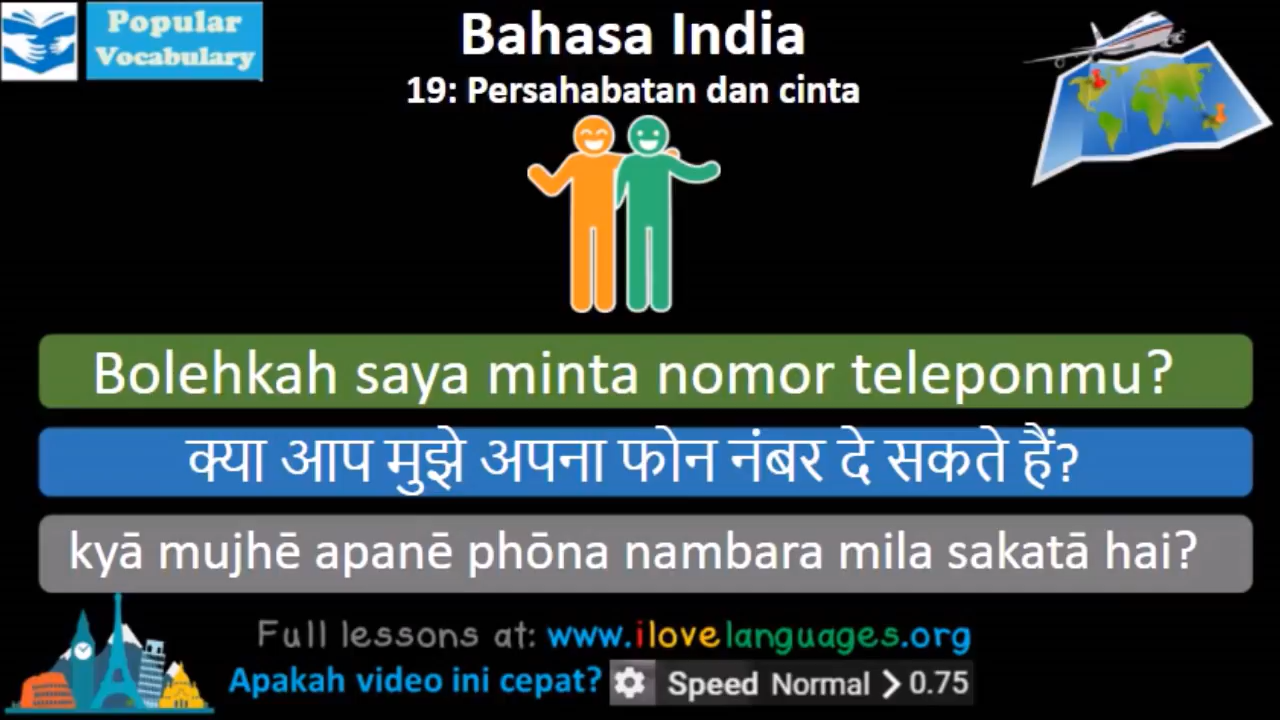 Popular
Vocabulary
Bahasa India
19: Persahabatan dan cinta
Bolehkah saya minta nomor teleponmu?
क्या आप मुझे अपना फोन नंबर दे सकते हैं?
kyā mujhē apanē phōna nambara mila sakatā hai?
Full lessons at: www.ilovelanguages.org
Apakah video ini cepat? Speed Normal > 0.75